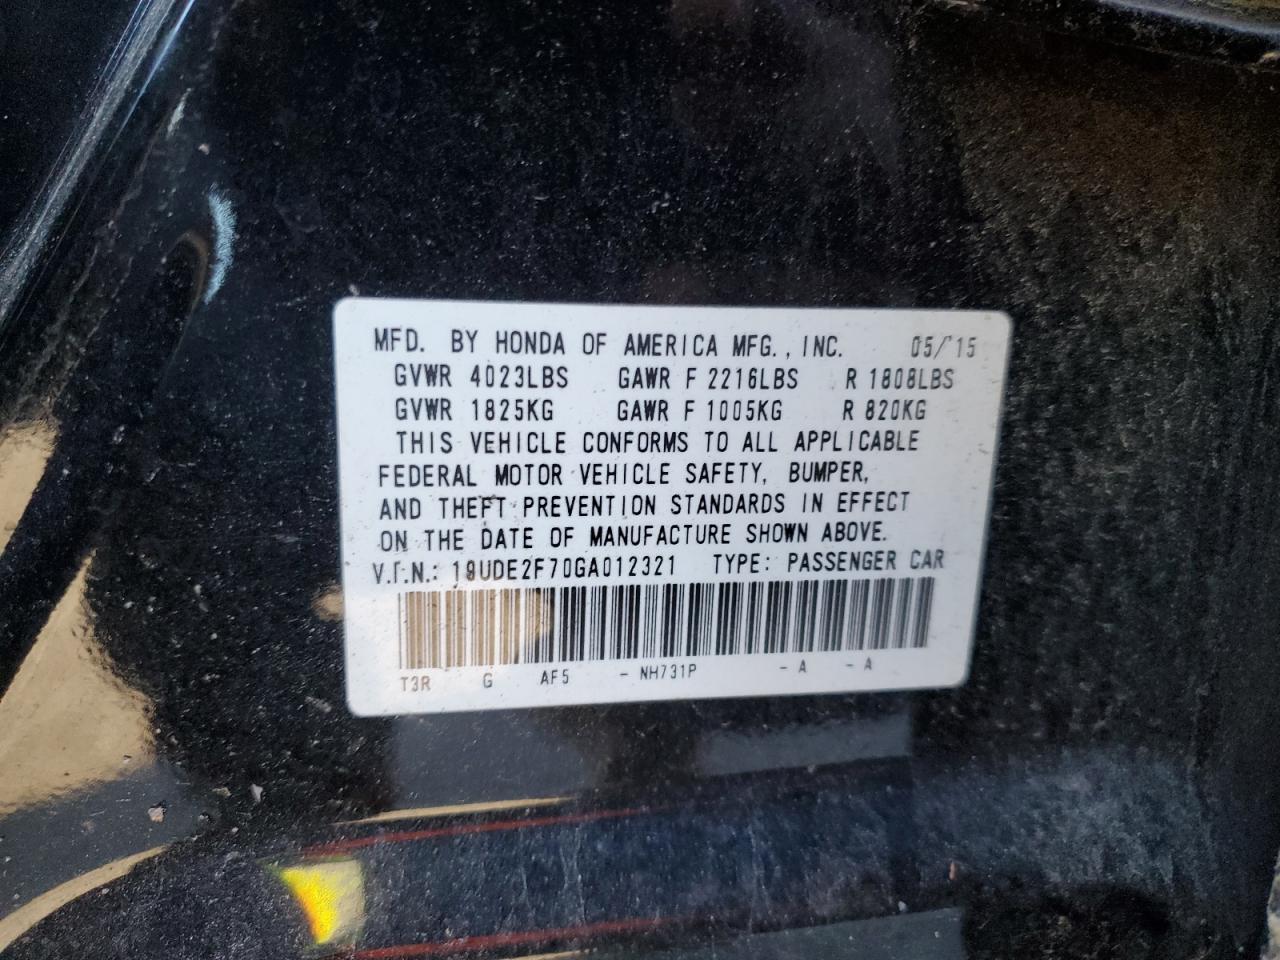 MFD. BY HONDA OF AMERICA MFG., INC. 05/15
GVWR 4023LBS GAWR F 2216LBS R 1808LBS
GVWR 1825KG GAWR F 1005KG R 820KG
THIS VEHICLE CONFORMS TO ALL APPLICABLE
FEDERAL MOTOR VEHICLE SAFETY, BUMPER,
AND THEFT PREVENTION STANDARDS IN EFFECT
ON THE DATE OF MANUFACTURE SHOWN ABOVE.
V.I.N.: 19UDE2F70GA012321 TYPE: PASSENGER CAR
T3R G AF5 - NH731P - A - A